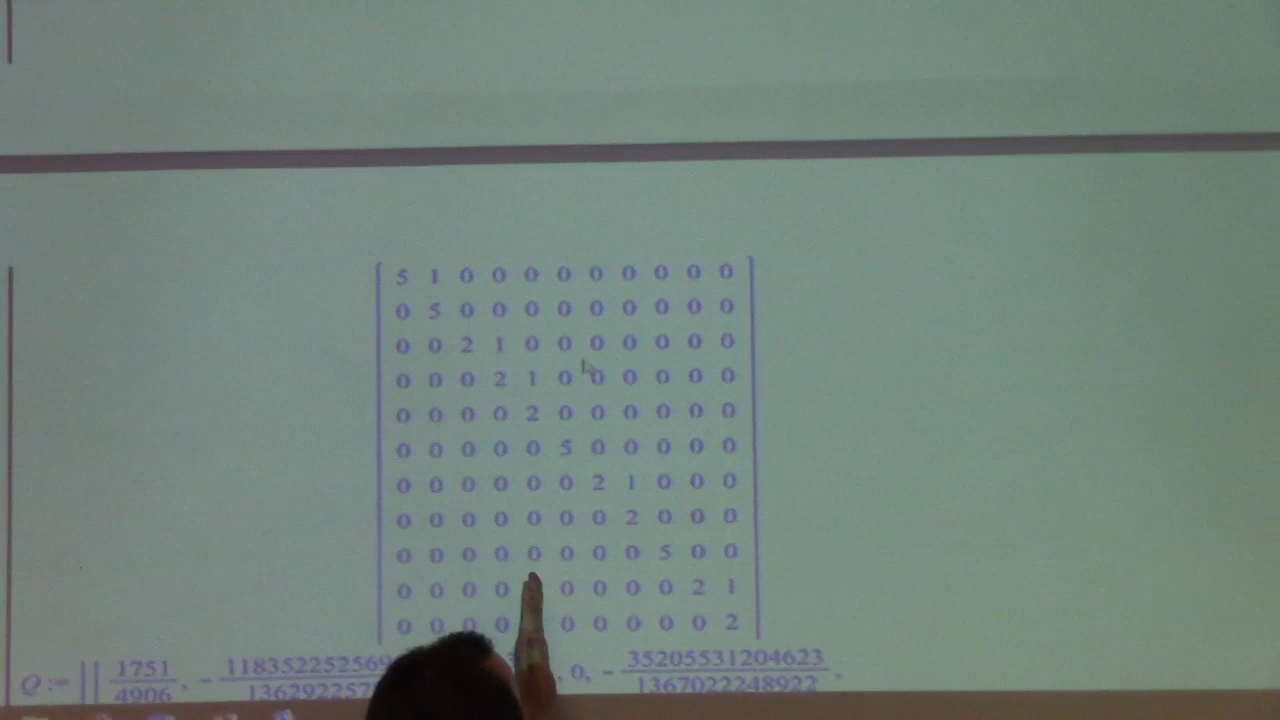 5 1 0 0 0 0 0 0 0 0 0
0 5 0 0 0 0 0 0 0 0 0
0 0 2 1 0 0 0 0 0 0 0
0 0 0 2 1 0 0 0 0 0 0
0 0 0 0 2 0 0 0 0 0 0
0 0 0 0 0 5 0 0 0 0 0
0 0 0 0 0 0 2 1 0 0 0
0 0 0 0 0 0 0 2 0 0 0
0 0 0 0 0 0 0 0 5 0 0
0 0 0 0 0 0 0 0 2 1
0 0 0 0 0 0 0 0 0 2
Q := [[ 1751/4906, - 118352252569/136292257 , 0, - 35205531204623/1367022248922,